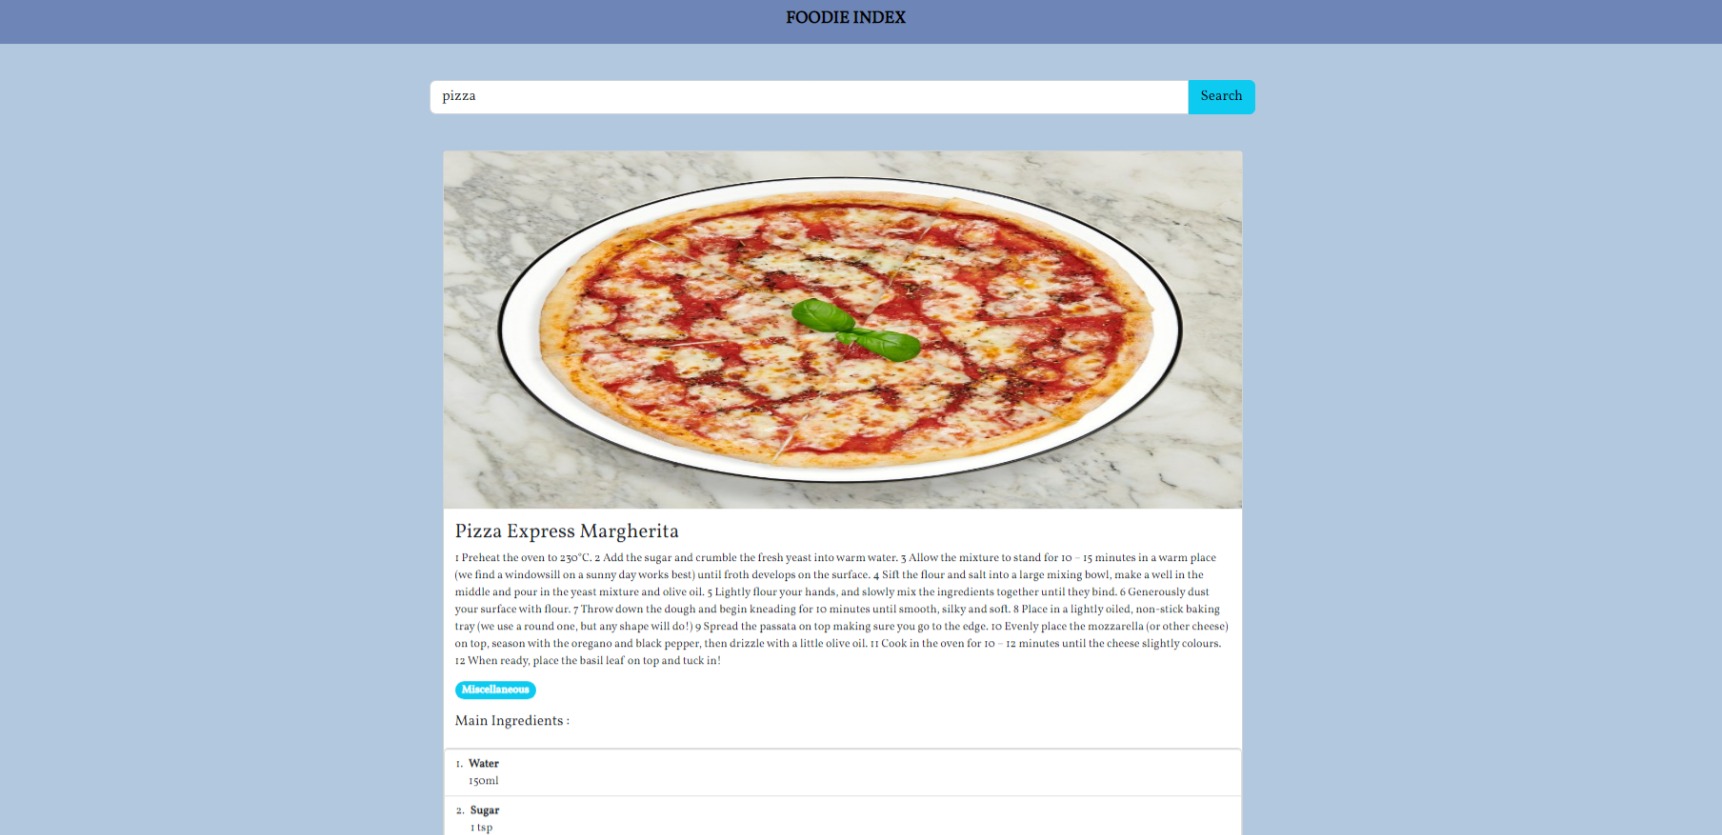 FOODIE INDEX
pizza
Search
Pizza Express Margherita
1 Preheat the oven to 230°C. 2 Add the sugar and crumble the fresh yeast into warm water. 3 Allow the mixture to stand for 10 – 15 minutes in a warm place
(we find a windowsill on a sunny day works best) until froth develops on the surface. 4 Sift the flour and salt into a large mixing bowl, make a well in the
middle and pour in the yeast mixture and olive oil. 5 Lightly flour your hands, and slowly mix the ingredients together until they bind. 6 Generously dust
your surface with flour. 7 Throw down the dough and begin kneading for 10 minutes until smooth, silky and soft. 8 Place in a lightly oiled, non-stick baking
tray (we use a round one, but any shape will do!) 9 Spread the passata on top making sure you go to the edge. 10 Evenly place the mozzarella (or other cheese)
on top, season with the oregano and black pepper, then drizzle with a little olive oil. 11 Cook in the oven for 10 – 12 minutes until the cheese slightly colours.
12 When ready, place the basil leaf on top and tuck in!
Miscellaneous
Main Ingredients :
1. Water
150ml
2. Sugar
1 tsp